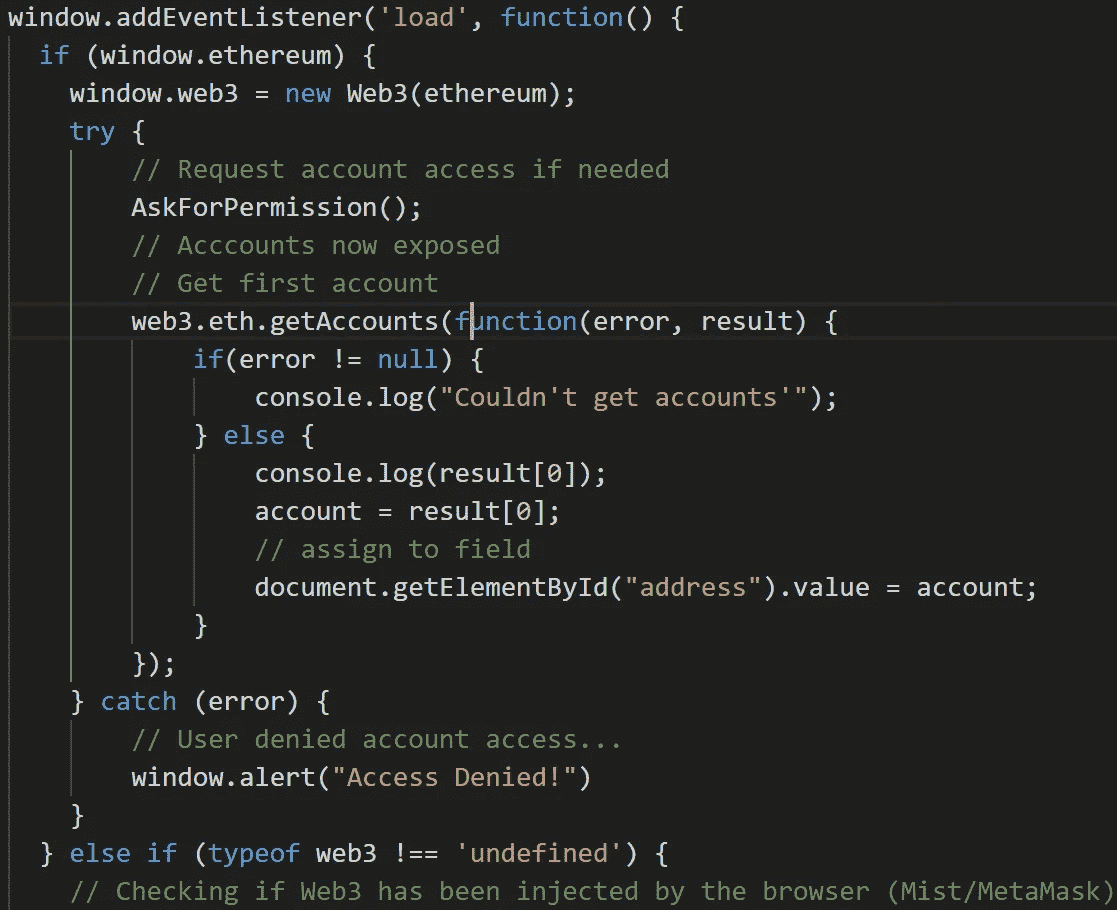 window.addEventListener('load', function() {
if (window.ethereum) {
window.web3 = new Web3(ethereum);
try {
// Request account access if needed
AskForPermission();
// Acccounts now exposed
// Get first account
web3.eth.getAccounts(function(error, result) {
if(error != null) {
console.log("Couldn't get accounts'");
} else {
console.log(result[0]);
account = result[0];
// assign to field
document.getElementById("address").value = account;
}
});
} catch (error) {
// User denied account access...
window.alert("Access Denied!")
}
} else if (typeof web3 !== 'undefined') {
// Checking if Web3 has been injected by the browser (Mist/MetaMask)